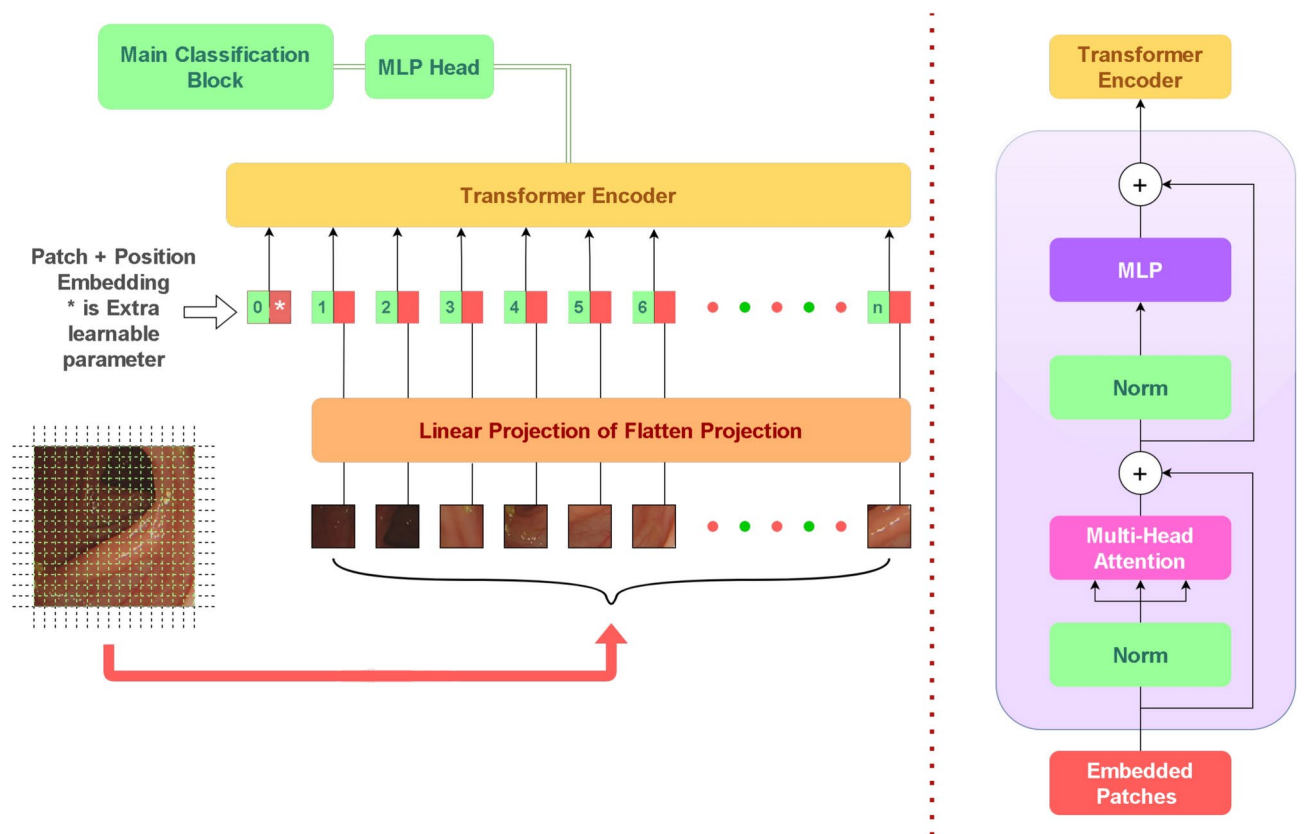 Main Classification
Block
MLP Head
Transformer Encoder
Patch + Position
Embedding
* is Extra
learnable
parameter
0 * 1 2 3 4 5 6 n
Linear Projection of Flatten Projection
Transformer
Encoder
+
MLP
Norm
+
Multi-Head
Attention
Norm
Embedded
Patches